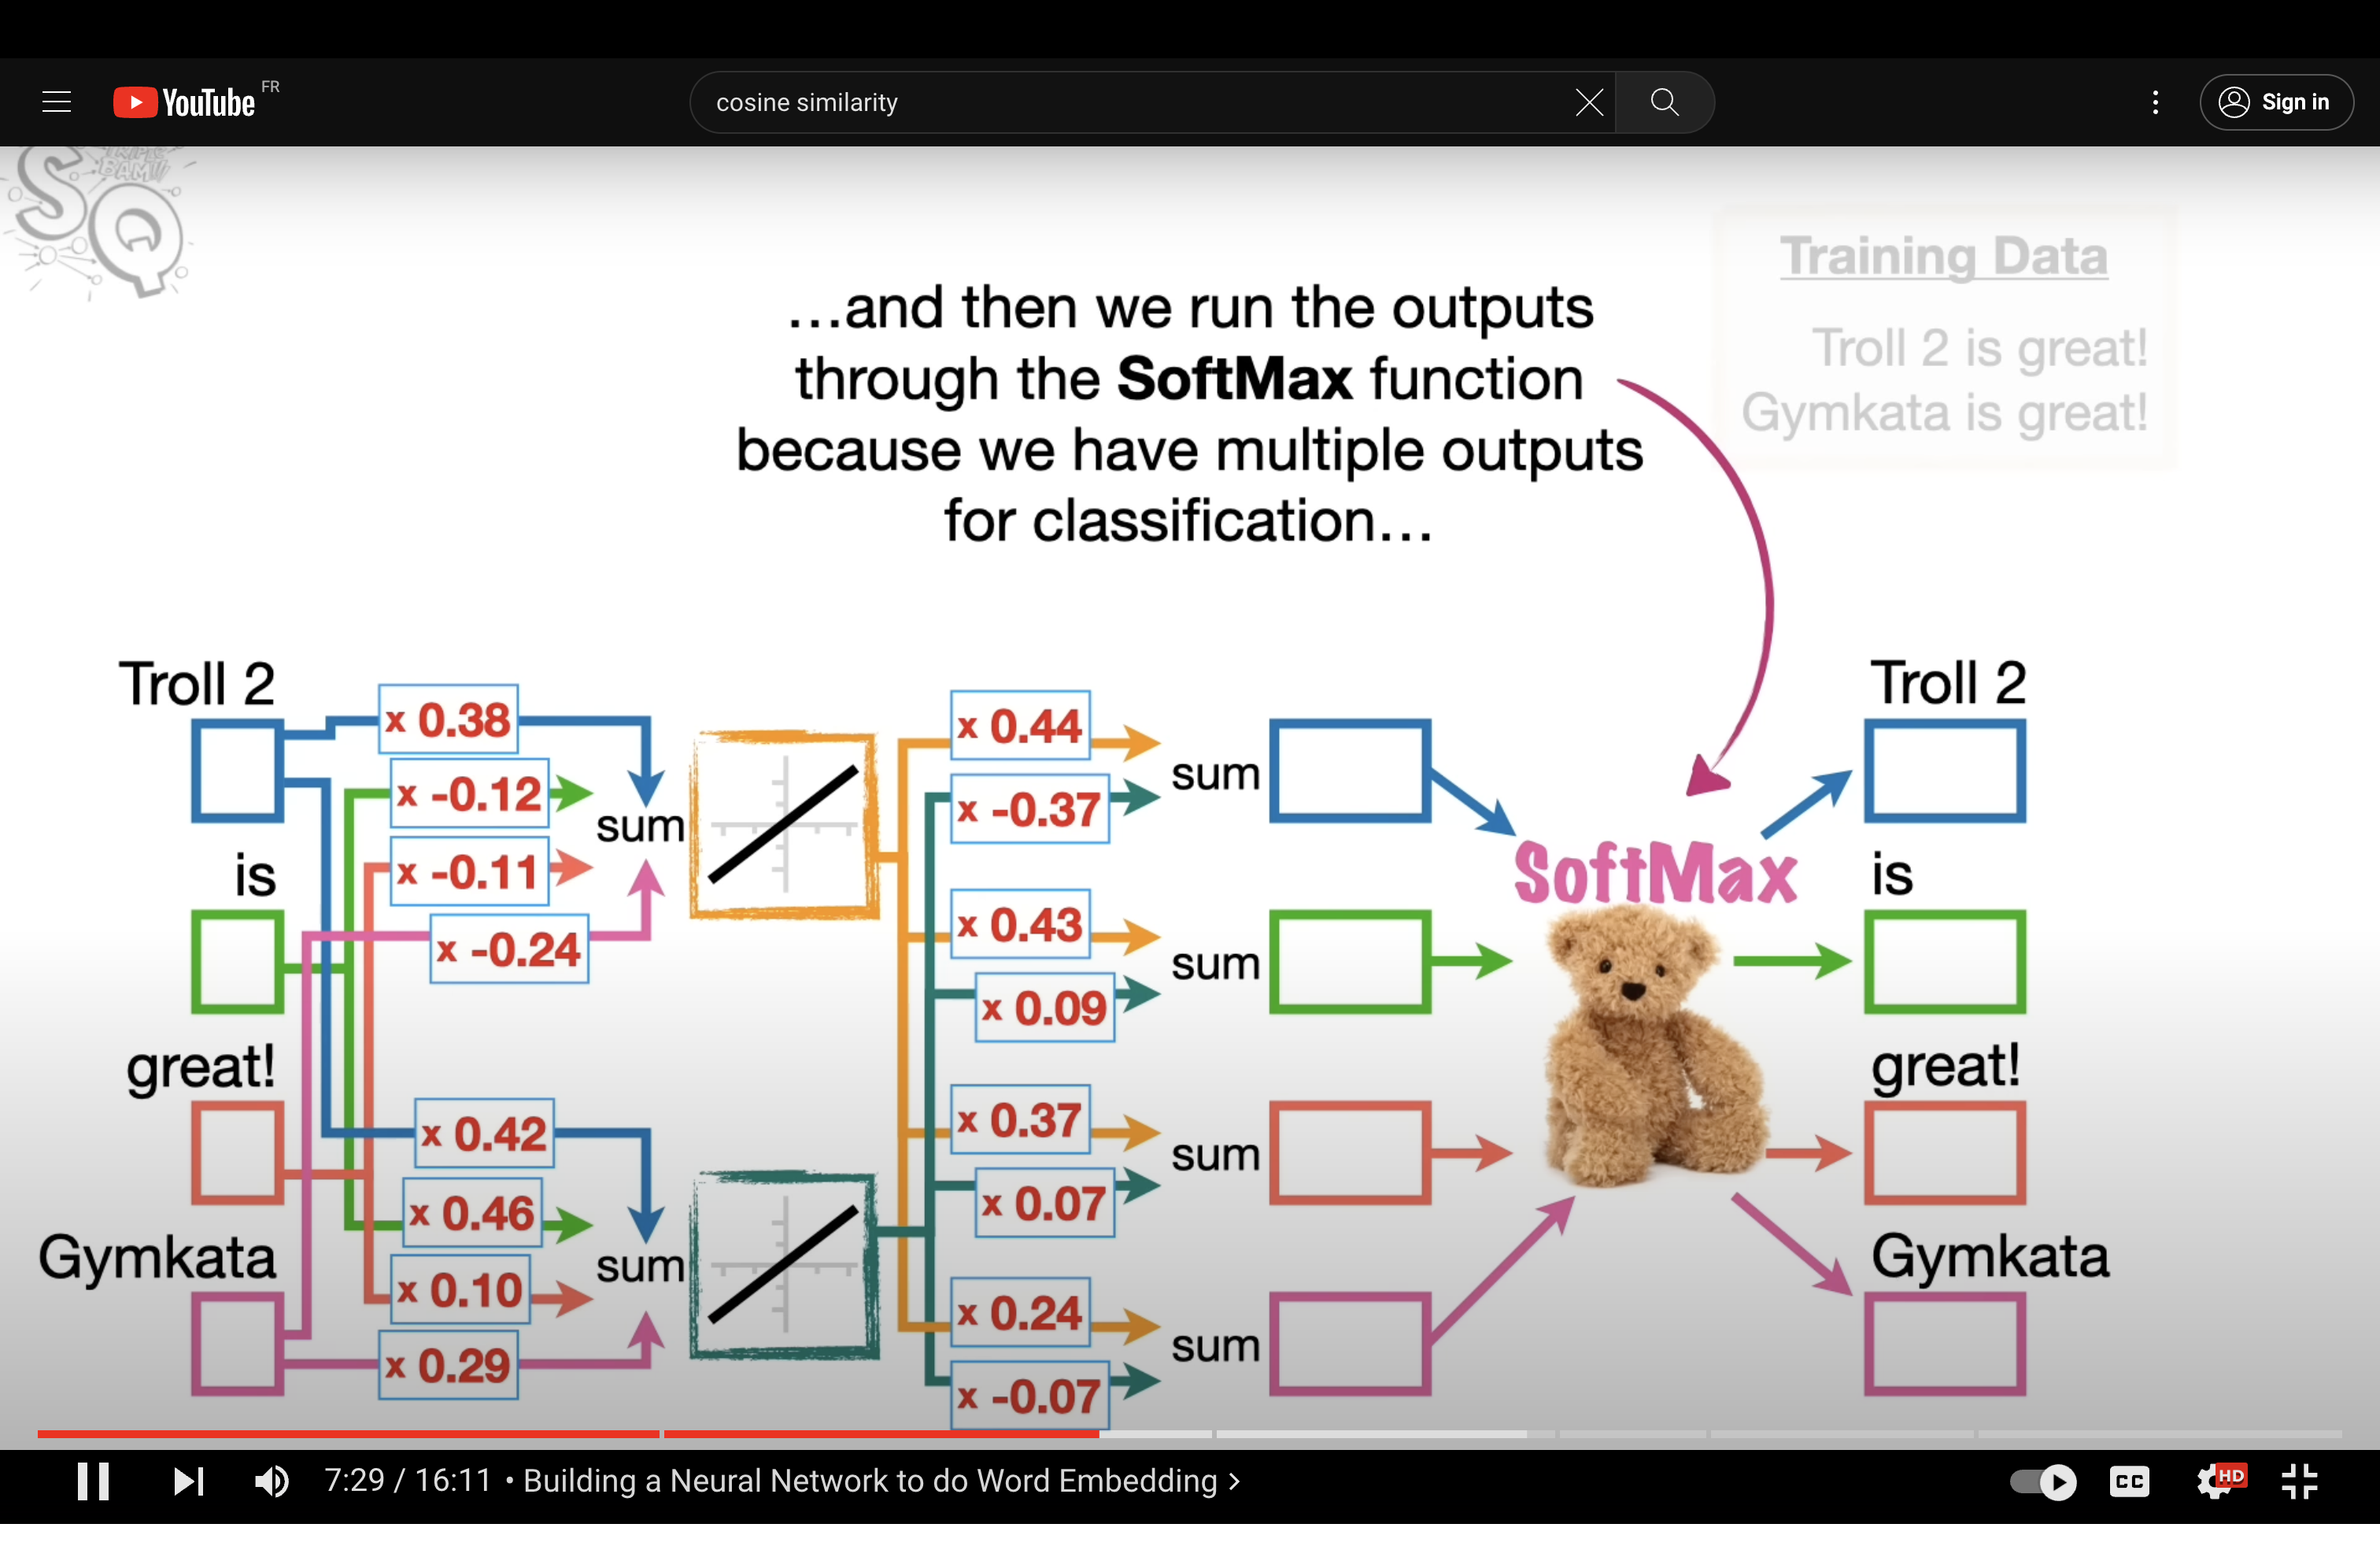 YouTube FR
cosine similarity
Sign in
SQ
TRIPLE
BAM!!
Training Data
Troll 2 is great!
Gymkata is great!
…and then we run the outputs
through the SoftMax function
because we have multiple outputs
for classification…
Troll 2
is
great!
Gymkata
x 0.38
x -0.12
x -0.11
x -0.24
sum
x 0.42
x 0.46
x 0.10
x 0.29
sum
x 0.44
x -0.37
sum
x 0.43
x 0.09
sum
x 0.37
x 0.07
sum
x 0.24
x -0.07
sum
SoftMax
Troll 2
is
great!
Gymkata
7:29 / 16:11 • Building a Neural Network to do Word Embedding
CC
HD